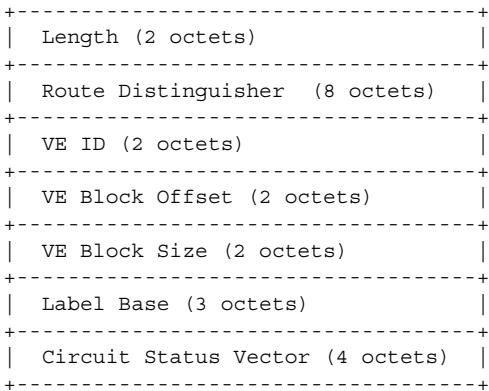 +------------------------------------+
|  Length (2 octets)                 |
+------------------------------------+
|  Route Distinguisher  (8 octets)   |
+------------------------------------+
|  VE ID (2 octets)                  |
+------------------------------------+
|  VE Block Offset (2 octets)        |
+------------------------------------+
|  VE Block Size (2 octets)          |
+------------------------------------+
|  Label Base (3 octets)             |
+------------------------------------+
|  Circuit Status Vector (4 octets)  |
+------------------------------------+